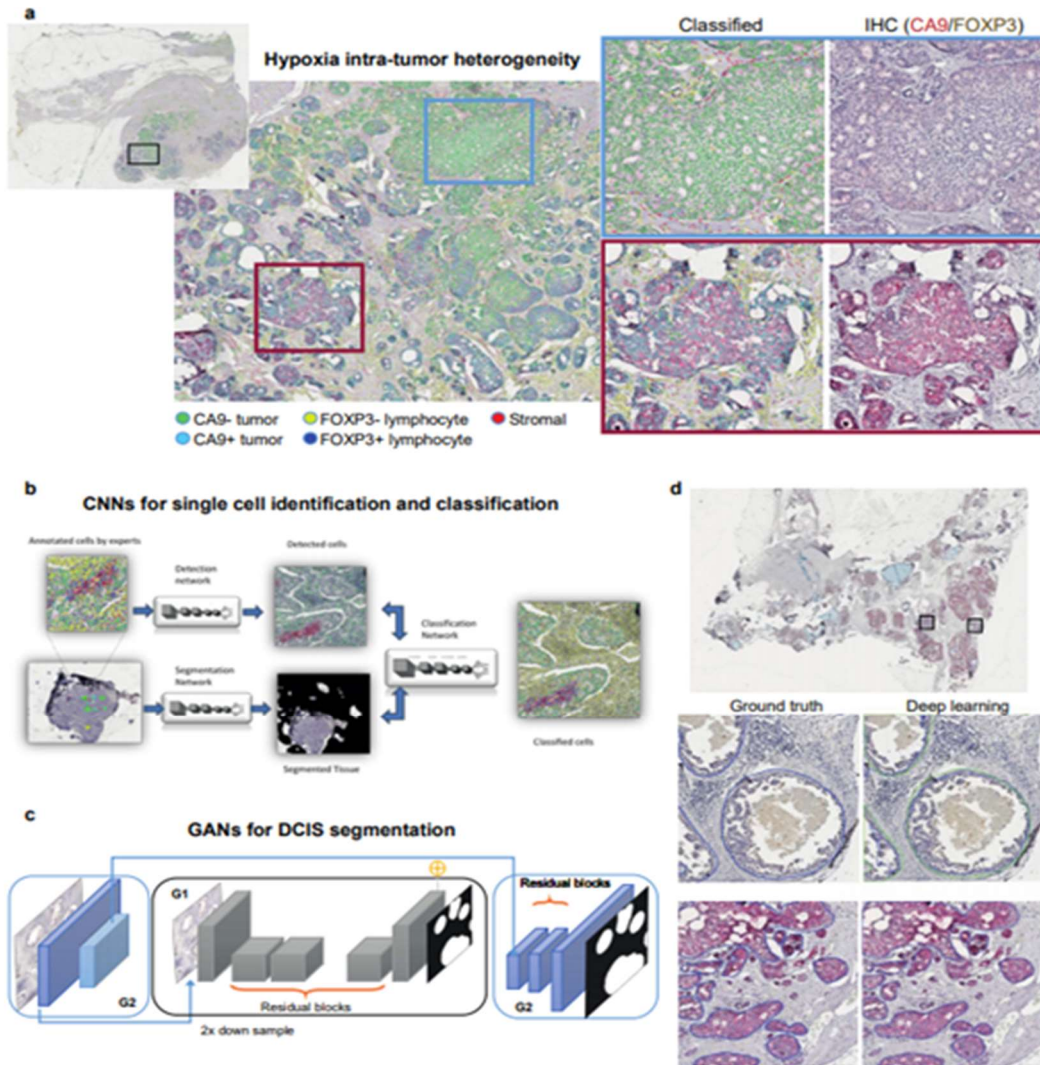 a
Hypoxia intra-tumor heterogeneity
Classified
IHC (CA9/FOXP3)
CA9- tumor
FOXP3- lymphocyte
Stromal
CA9+ tumor
FOXP3+ lymphocyte
b
CNNs for single cell identification and classification
Annotated cells by experts
Detection
network
Detected cells
Classification
Network
Segmentation
Network
Segmented Tissue
Classified cells
c
GANs for DCIS segmentation
G1
G2
Residual blocks
2x down sample
Residual blocks
G2
d
Ground truth
Deep learning